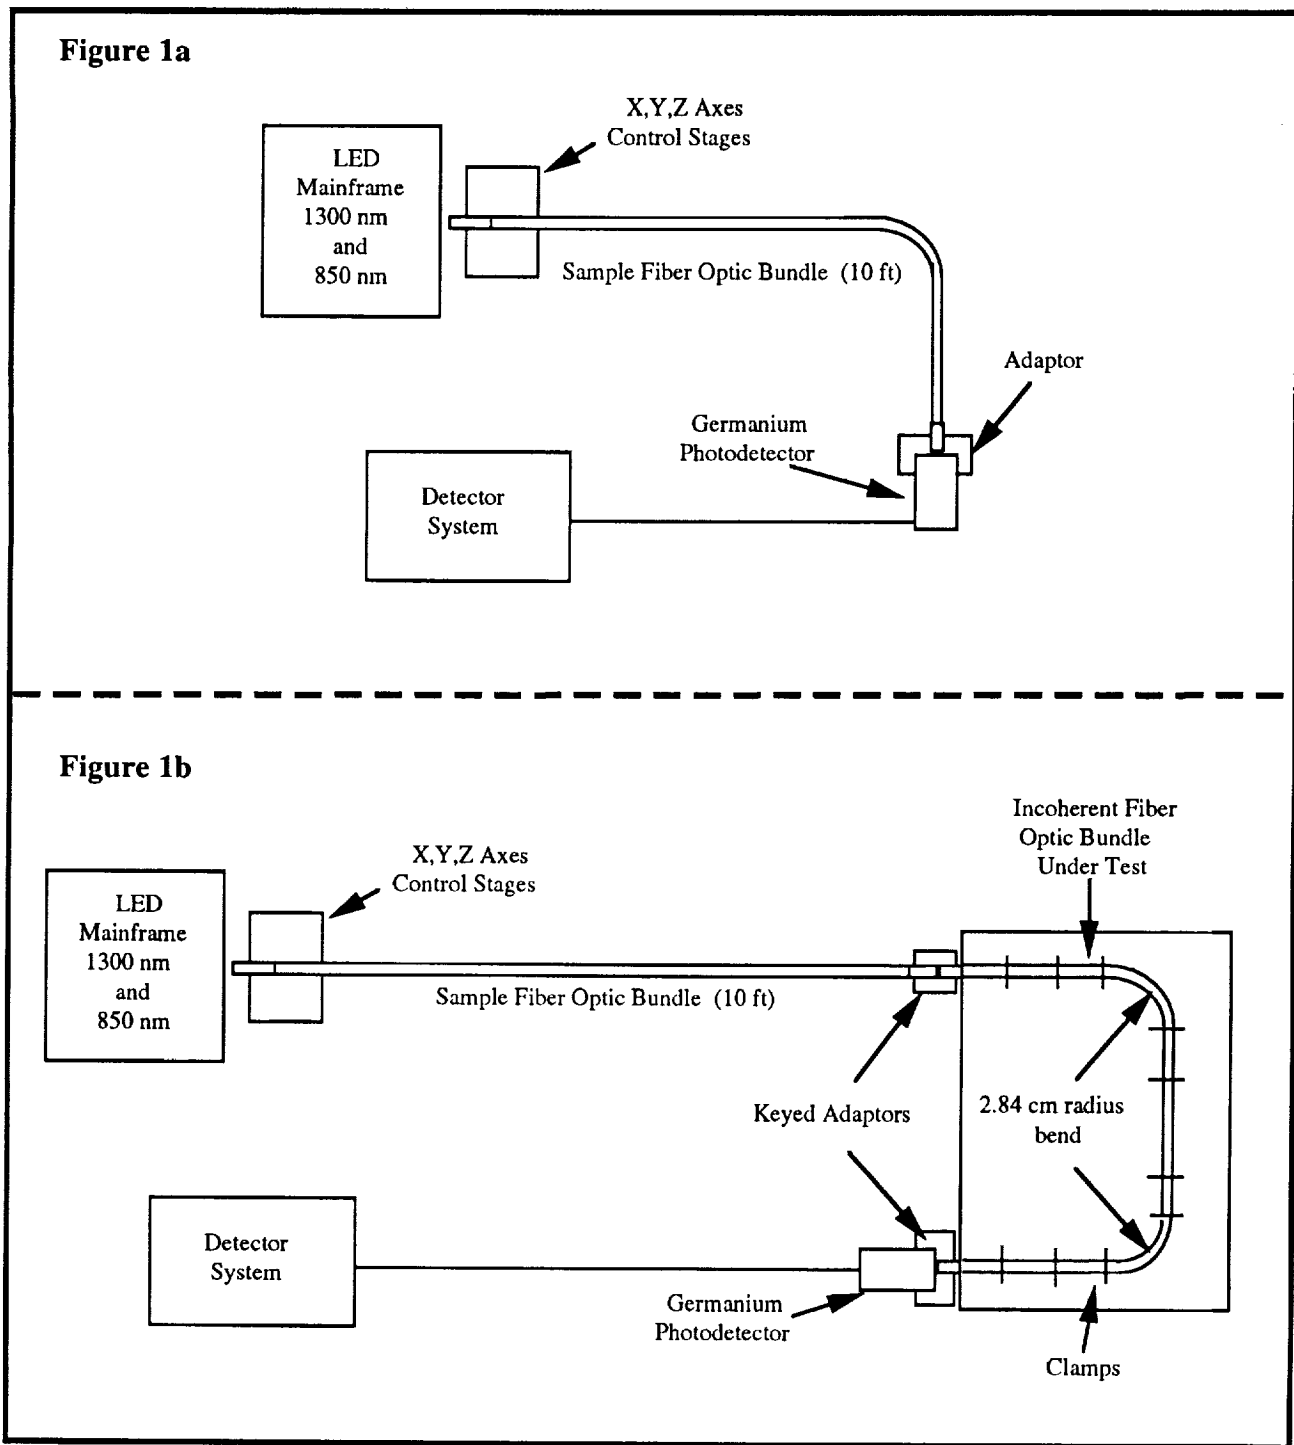 Figure 1a
X,Y,Z Axes
Control Stages
LED
Mainframe
1300 nm
and
850 nm
Sample Fiber Optic Bundle (10 ft)
Adaptor
Germanium
Photodetector
Detector
System
Figure 1b
Incoherent Fiber
Optic Bundle
Under Test
X,Y,Z Axes
Control Stages
LED
Mainframe
1300 nm
and
850 nm
Sample Fiber Optic Bundle (10 ft)
Keyed Adaptors
2.84 cm radius
bend
Detector
System
Germanium
Photodetector
Clamps